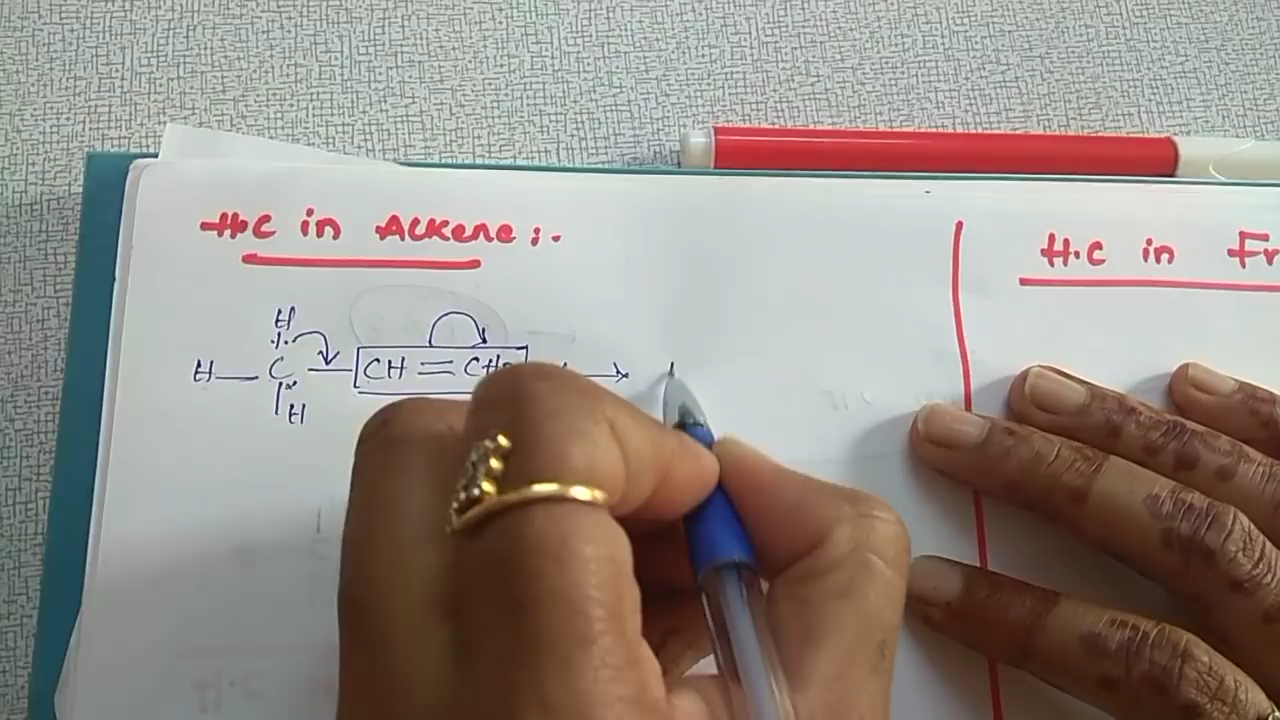 H.C in Alkene :-
H.C in Fr
H
H — C — CH = CH₂
H